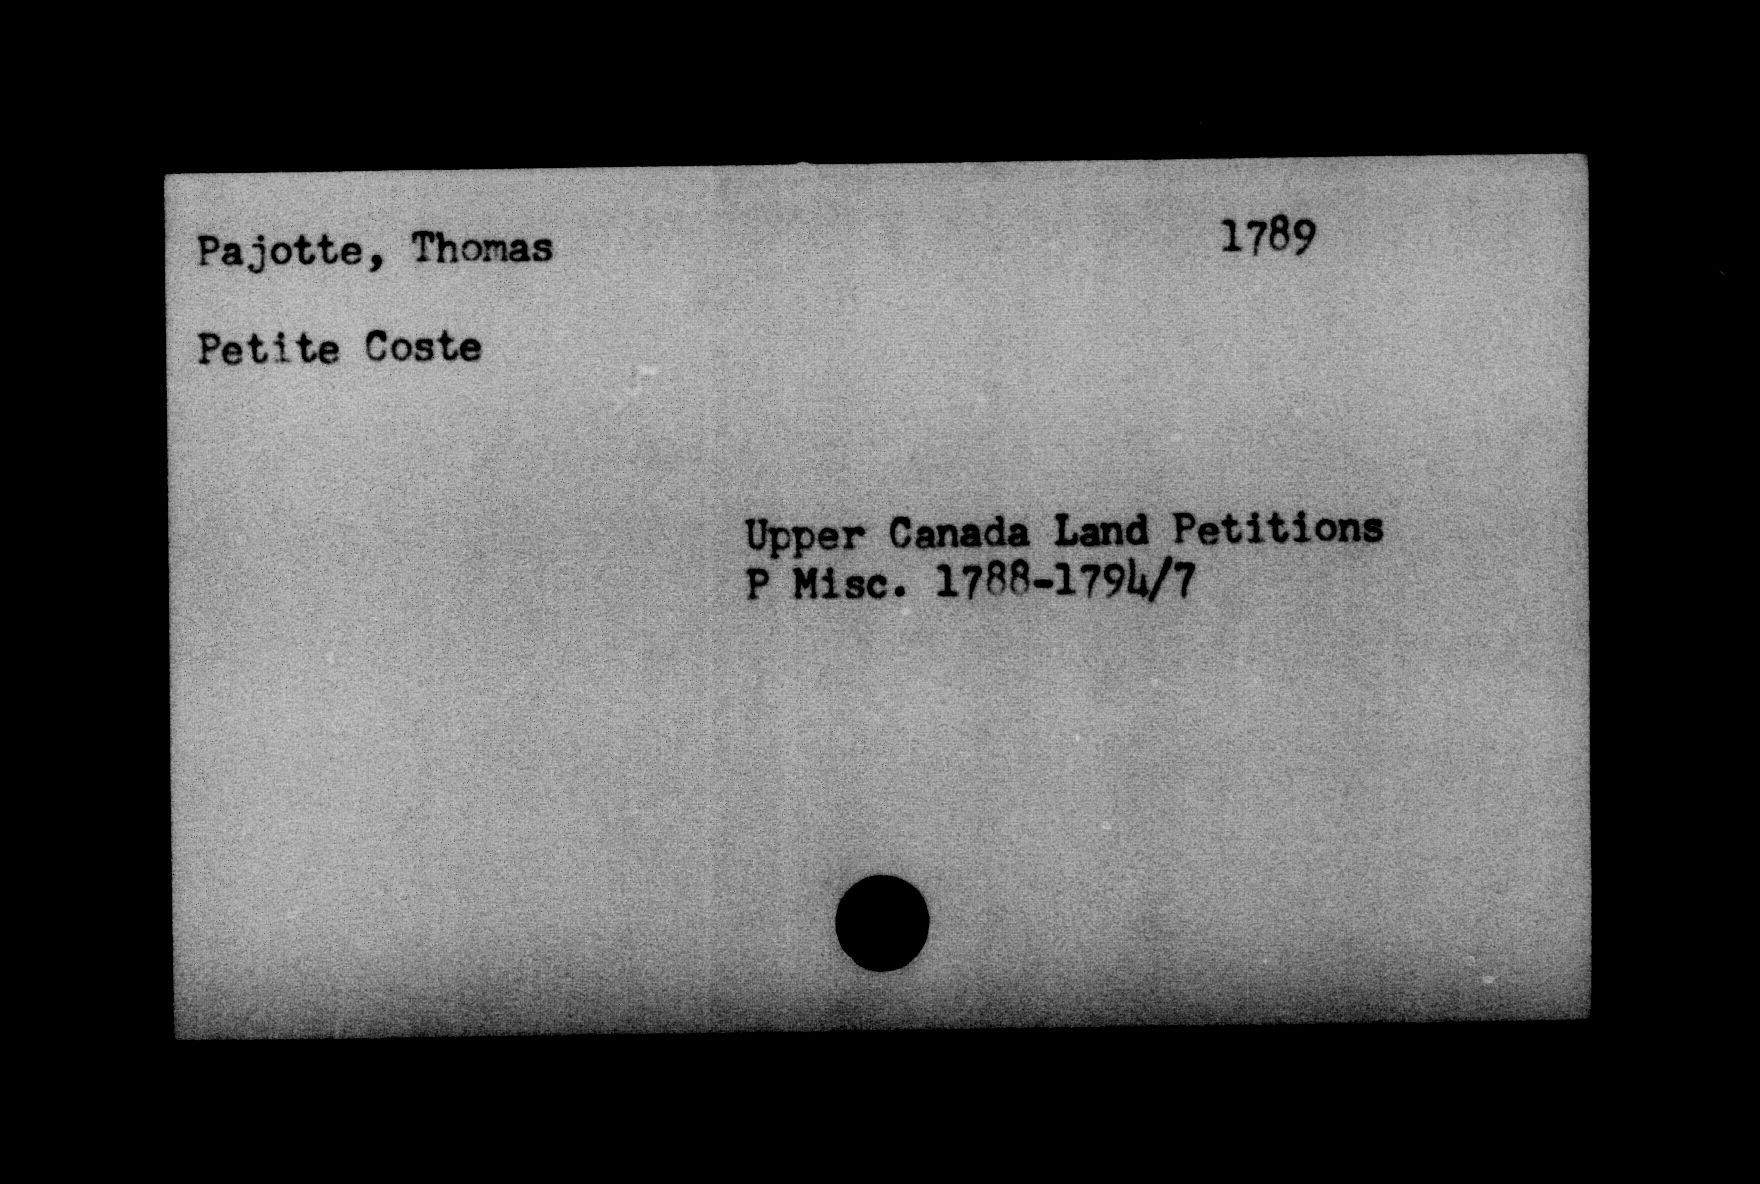 Pajotte, Thomas 1789
Petite Coste
Upper Canada Land Petitions
P Misc. 1788-1794/7